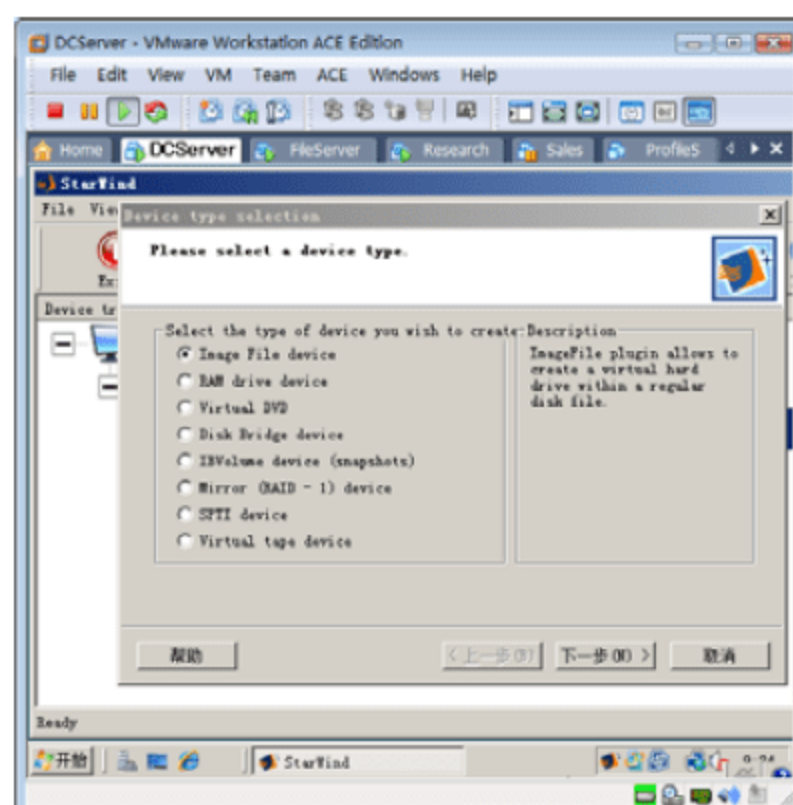 DCServer - VMware Workstation ACE Edition
File Edit View VM Team ACE Windows Help
Home DCServer FileServer Research Sales ProfileS
StarWind
File Vie
Device type selection
Please select a device type.
Ex
Device tr
Select the type of device you wish to create:
Image File device
RAM drive device
Virtual DVD
Disk Bridge device
IBVolume device (snapshots)
Mirror (RAID - 1) device
SPTI device
Virtual tape device
Description
ImageFile plugin allows to
create a virtual hard
drive within a regular
disk file.
帮助 <上一步(B) 下一步(N) > 取消
Ready
开始 StarWind